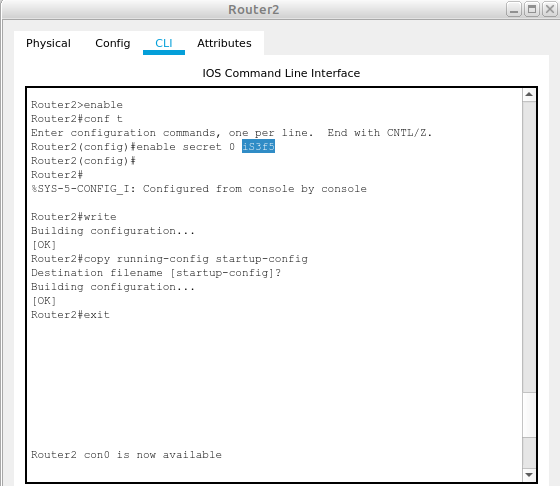 Router2
Physical Config CLI Attributes
IOS Command Line Interface
Router2>enable
Router2#conf t
Enter configuration commands, one per line.  End with CNTL/Z.
Router2(config)#enable secret 0 iS3f5
Router2(config)#
Router2#
%SYS-5-CONFIG_I: Configured from console by console
Router2#write
Building configuration...
[OK]
Router2#copy running-config startup-config
Destination filename [startup-config]?
Building configuration...
[OK]
Router2#exit
Router2 con0 is now available